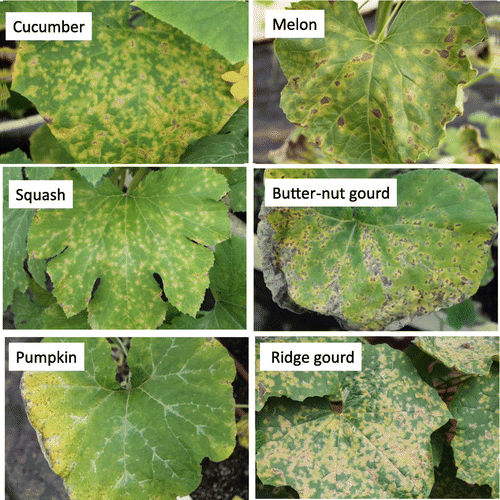 Cucumber
Melon
Squash
Butter-nut gourd
Pumpkin
Ridge gourd